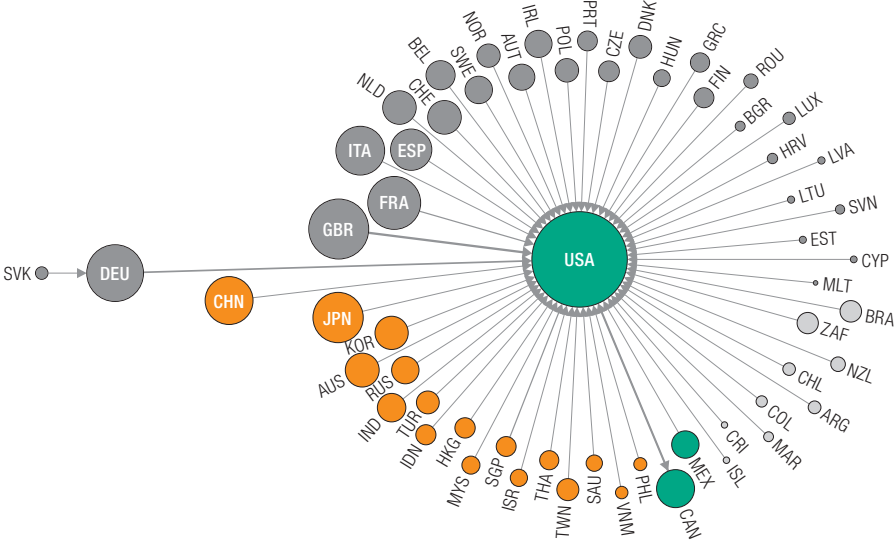 PRT
DNK
IRL
NOR
POL
CZE
HUN
GRC
AUT
SWE
BEL
FIN
ROU
CHE
NLD
BGR
LUX
ITA
ESP
HRV
LVA
FRA
LTU
SVN
GBR
EST
USA
CYP
SVK
DEU
MLT
CHN
BRA
JPN
ZAF
KOR
NZL
AUS
RUS
CHL
IND
TUR
ARG
COL
IDN
HKG
CRI
MAR
MYS
SGP
ISR
THA
TWN
SAU
VNM
PHL
MEX
ISL
CAN